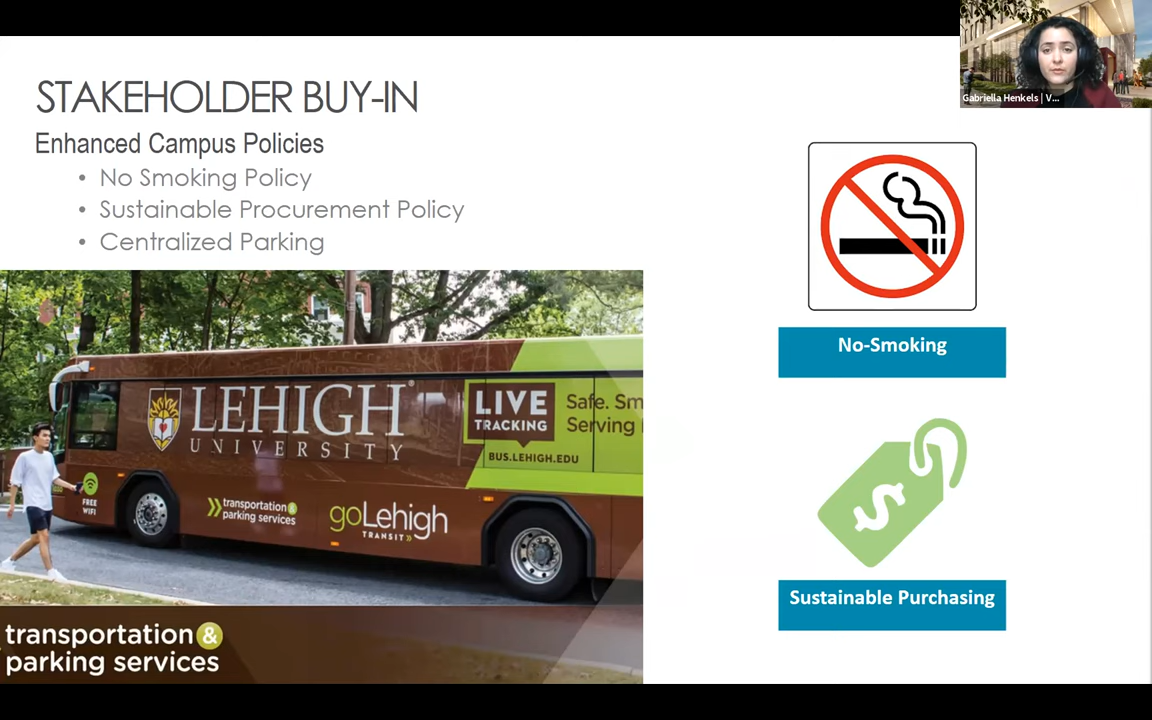 Gabriella Henkels | V...
STAKEHOLDER BUY-IN
Enhanced Campus Policies
• No Smoking Policy
• Sustainable Procurement Policy
• Centralized Parking
LEHIGH®
UNIVERSITY
LIVE
TRACKING
Safe. Sm
Serving
BUS.LEHIGH.EDU
FREE
WIFI
transportation&
parking services
goLehigh
TRANSIT
transportation &
parking services
No-Smoking
$
Sustainable Purchasing